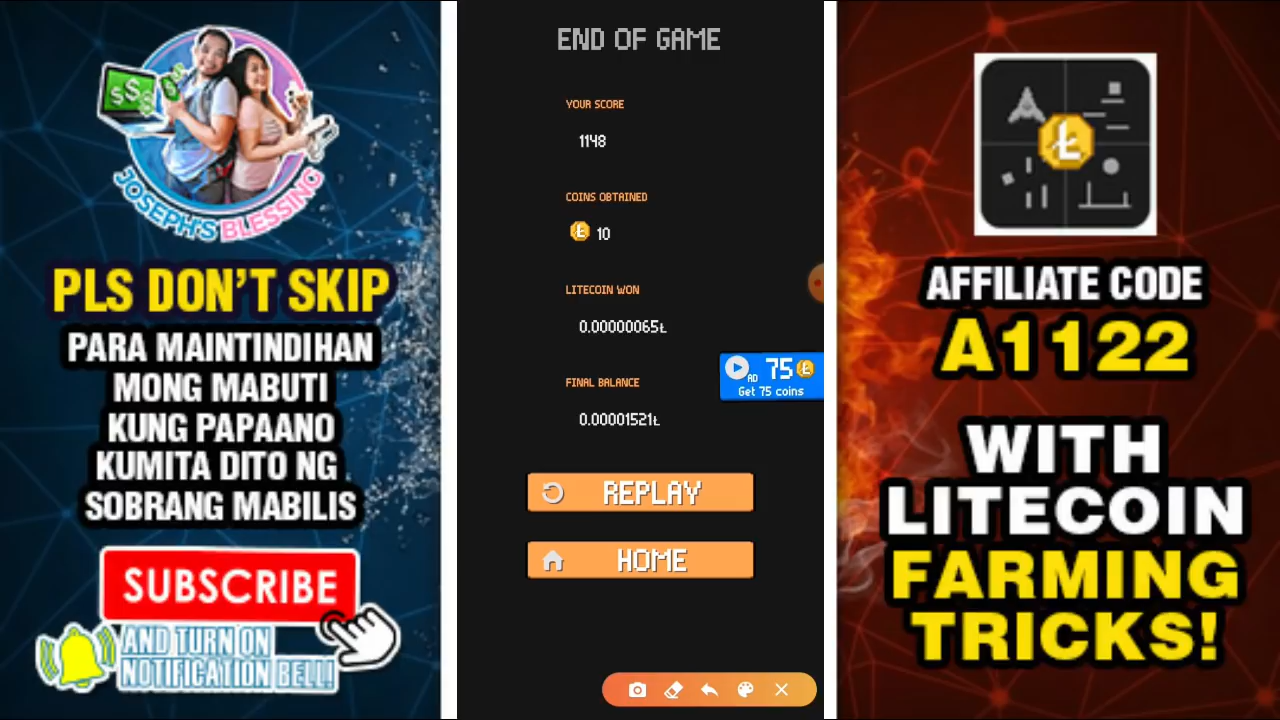 JOSEPH'S BLESSING
PLS DON'T SKIP
PARA MAINTINDIHAN
MONG MABUTI
KUNG PAPAANO
KUMITA DITO NG
SOBRANG MABILIS
SUBSCRIBE
AND TURN ON
NOTIFICATION BELL!
END OF GAME
YOUR SCORE
1148
COINS OBTAINED
10
LITECOIN WON
0.00000065Ł
AD 75
Get 75 coins
FINAL BALANCE
0.00001521Ł
REPLAY
HOME
AFFILIATE CODE
A1122
WITH
LITECOIN
FARMING
TRICKS!